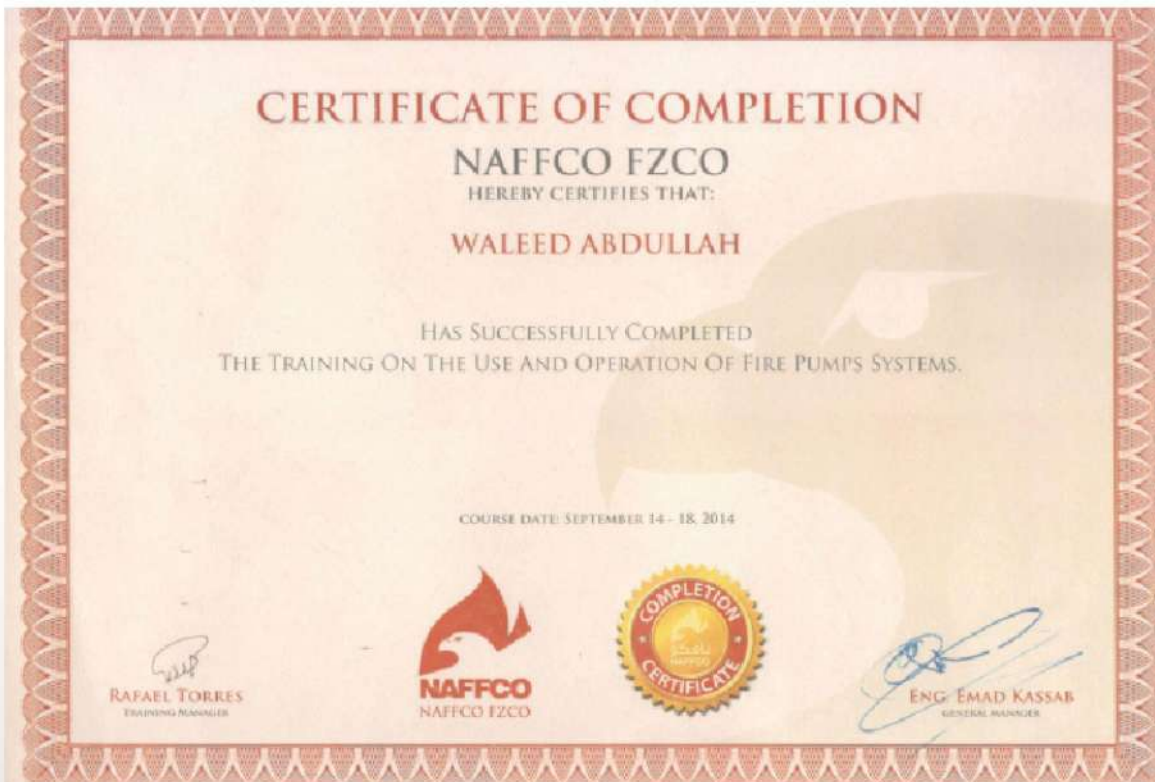 CERTIFICATE OF COMPLETION
NAFFCO FZCO
HEREBY CERTIFIES THAT:
WALEED ABDULLAH
HAS SUCCESSFULLY COMPLETED
THE TRAINING ON THE USE AND OPERATION OF FIRE PUMPS SYSTEMS.
COURSE DATE: SEPTEMBER 14 - 18, 2014
RAFAEL TORRES
TRAINING MANAGER
NAFFCO
NAFFCO FZCO
COMPLETION
نافكو
NAFFCO
CERTIFICATE
ENG. EMAD KASSAB
GENERAL MANAGER